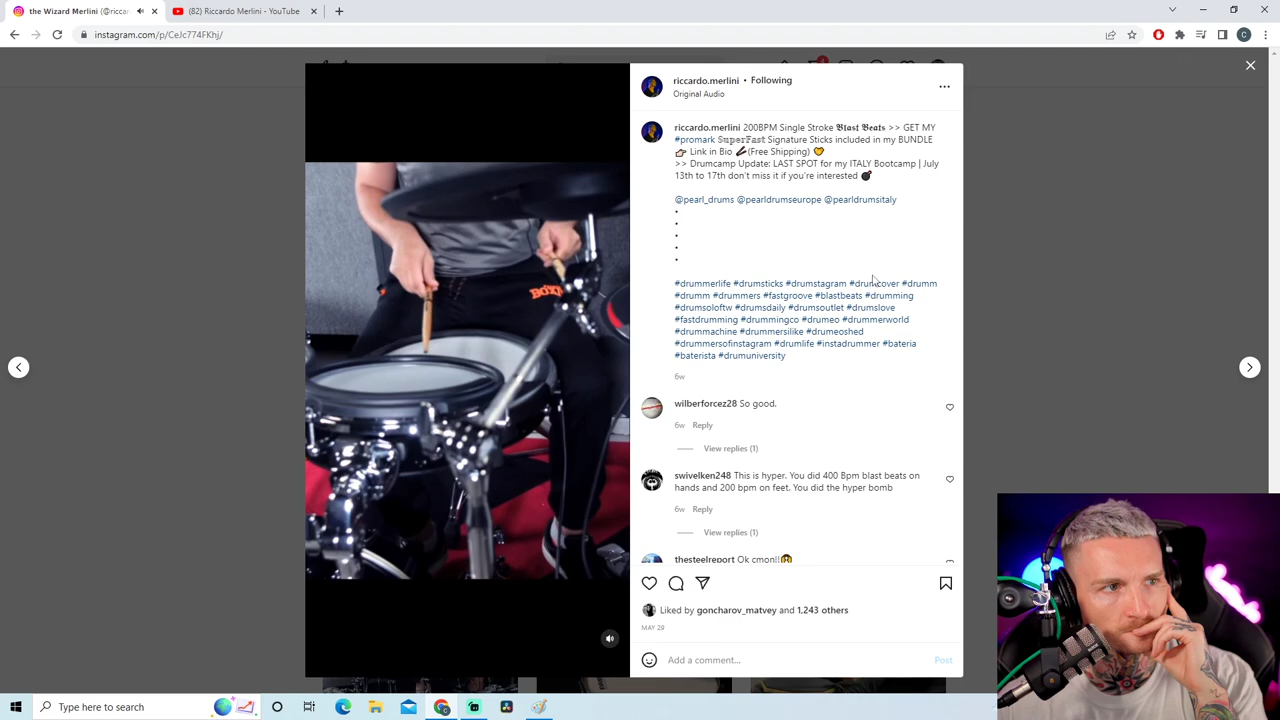 the Wizard Merlini (@riccar
(82) Riccardo Merlini - YouTube
instagram.com/p/CeJc774FKhj/
riccardo.merlini • Following
Original Audio
riccardo.merlini 200BPM Single Stroke 𝕭𝖑𝖆𝖘𝖙 𝕭𝖊𝖆𝖙𝖘 >> GET MY
#promark 𝕊𝕦𝕡𝕖𝕣𝔽𝕒𝕤𝕥 Signature Sticks included in my BUNDLE
👉 Link in Bio 🥢(Free Shipping) 💛
>> Drumcamp Update: LAST SPOT for my ITALY Bootcamp | July
13th to 17th don't miss it if you're interested 💣
@pearl_drums @pearldrumseurope @pearldrumsitaly
•
•
•
•
•
#drummerlife #drumsticks #drumstagram #drumcover #drumm
#drumm #drummers #fastgroove #blastbeats #drumming
#drumsoloftw #drumsdaily #drumsoutlet #drumslove
#fastdrumming #drummingco #drumeo #drummerworld
#drummachine #drummersilike #drumeoshed
#drummersofinstagram #drumlife #instadrummer #bateria
#baterista #drumuniversity
6w
wilberforcez28 So good.
6w Reply
View replies (1)
swivelken248 This is hyper. You did 400 Bpm blast beats on
hands and 200 bpm on feet. You did the hyper bomb
6w Reply
View replies (1)
thesteelreport Ok cmon!!
Liked by goncharov_matvey and 1,243 others
MAY 29
Add a comment... Post
Type here to search